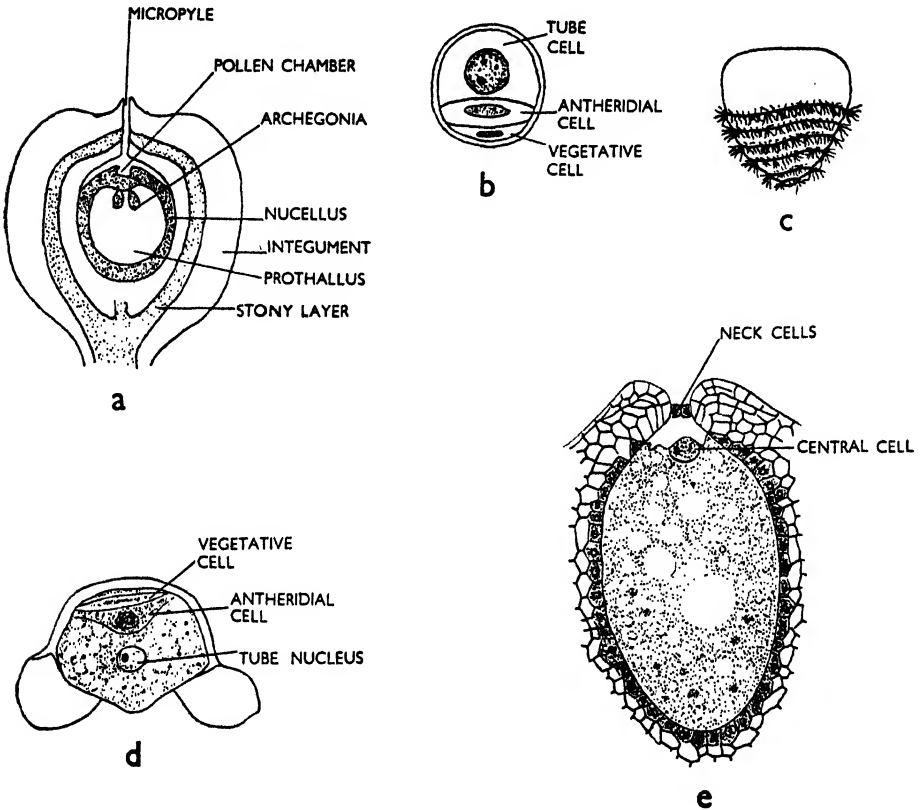 MICROPYLE
POLLEN CHAMBER
ARCHEGONIA
NUCELLUS
INTEGUMENT
PROTHALLUS
STONY LAYER
a
TUBE
CELL
ANTHERIDIAL
CELL
VEGETATIVE
CELL
b
c
VEGETATIVE
CELL
ANTHERIDIAL
CELL
TUBE NUCLEUS
d
NECK CELLS
CENTRAL CELL
e